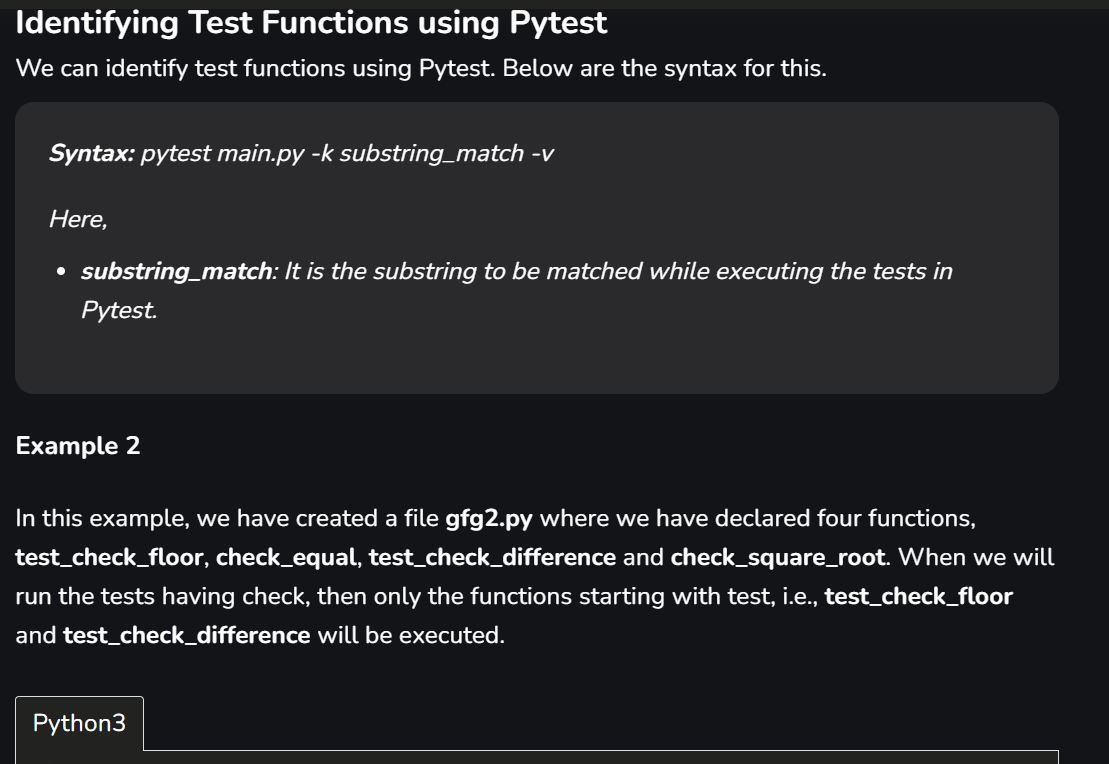 Identifying Test Functions using Pytest
We can identify test functions using Pytest. Below are the syntax for this.
Syntax: pytest main.py -k substring_match -v
Here,
substring_match: It is the substring to be matched while executing the tests in
Pytest.
Example 2
In this example, we have created a file gfg2.py where we have declared four functions,
test_check_floor, check_equal, test_check_difference and check_square_root. When we will
run the tests having check, then only the functions starting with test, i.e., test_check_floor
and test_check_difference will be executed.
Python3